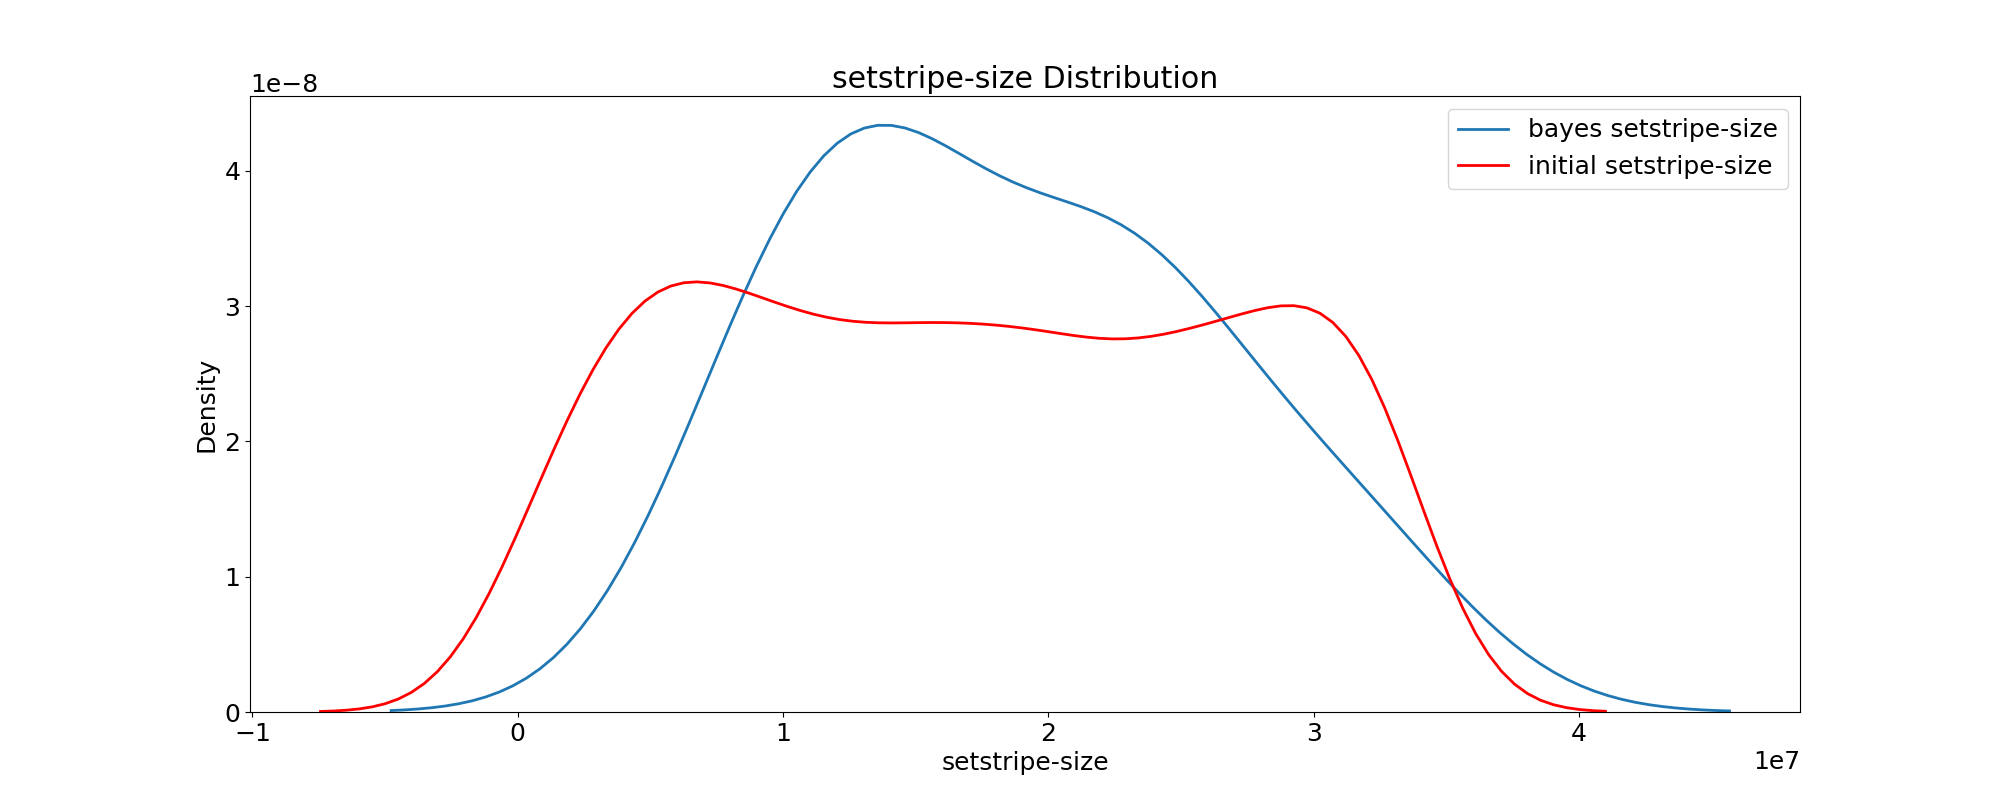 setstripe-size Distribution
1e−8
bayes setstripe-size
initial setstripe-size
Density
4
3
2
1
0
−1 0 1 2 3 4
setstripe-size
1e7